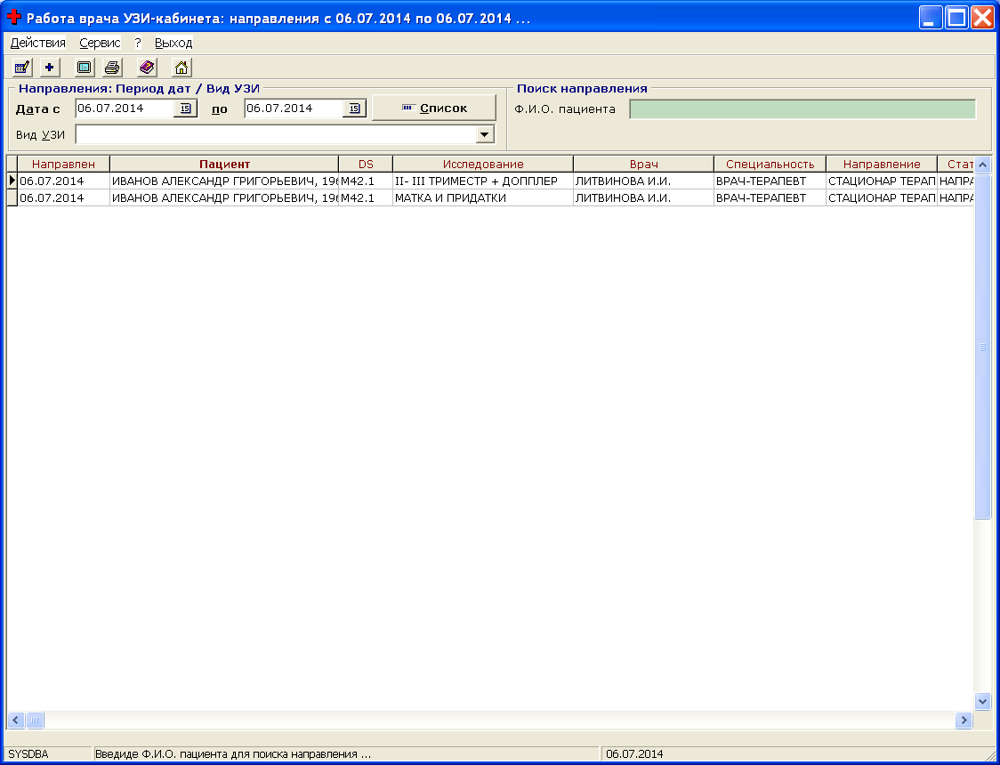 Работа врача УЗИ-кабинета: направления с 06.07.2014 по 06.07.2014 ...
Действия Сервис ? Выход
Направления: Период дат / Вид УЗИ
Поиск направления
Дата с 06.07.2014 15 по 06.07.2014 15 Список
Ф.И.О. пациента
Вид УЗИ
Направлен Пациент DS Исследование Врач Специальность Направление Стат
06.07.2014 ИВАНОВ АЛЕКСАНДР ГРИГОРЬЕВИЧ, 196 M42.1 II- III ТРИМЕСТР + ДОППЛЕР ЛИТВИНОВА И.И. ВРАЧ-ТЕРАПЕВТ СТАЦИОНАР ТЕРАП НАПРА
06.07.2014 ИВАНОВ АЛЕКСАНДР ГРИГОРЬЕВИЧ, 196 M42.1 МАТКА И ПРИДАТКИ ЛИТВИНОВА И.И. ВРАЧ-ТЕРАПЕВТ СТАЦИОНАР ТЕРАП НАПРА
SYSDBA Введиде Ф.И.О. пациента для поиска направления ... 06.07.2014